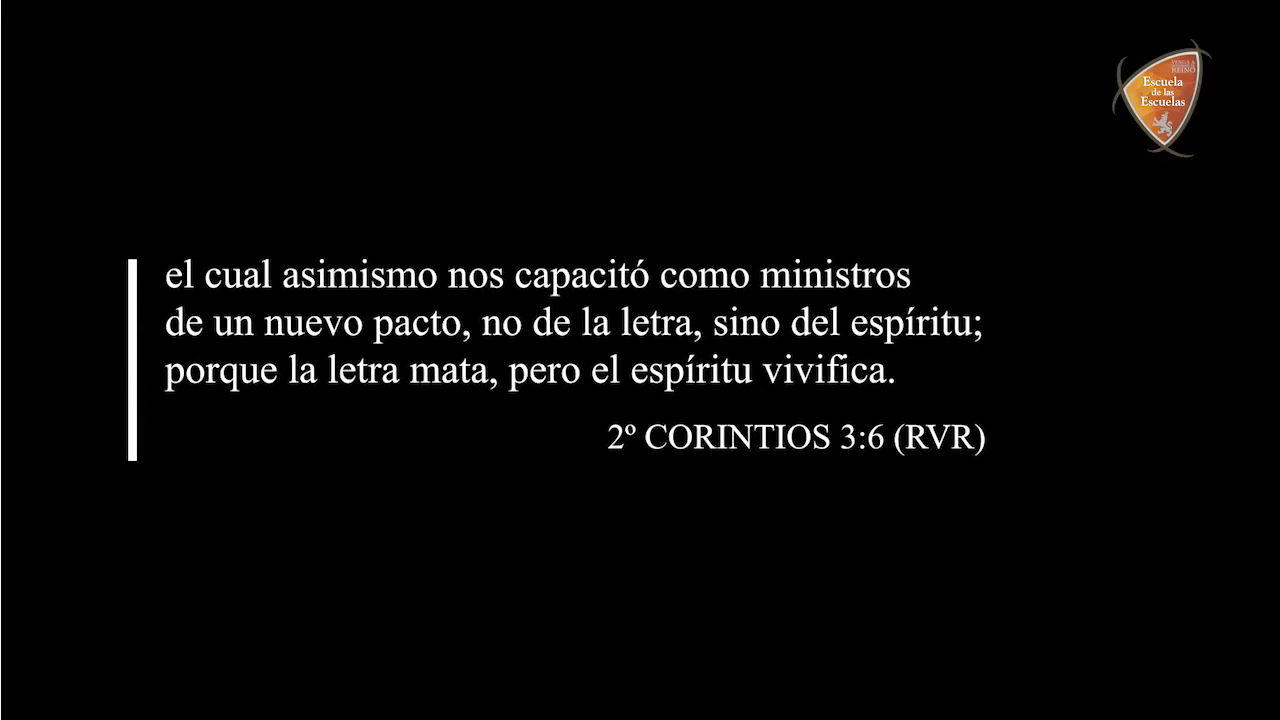 REINO
Escuela
de las
Escuelas
el cual asimismo nos capacitó como ministros
de un nuevo pacto, no de la letra, sino del espíritu;
porque la letra mata, pero el espíritu vivifica.
2º CORINTIOS 3:6 (RVR)